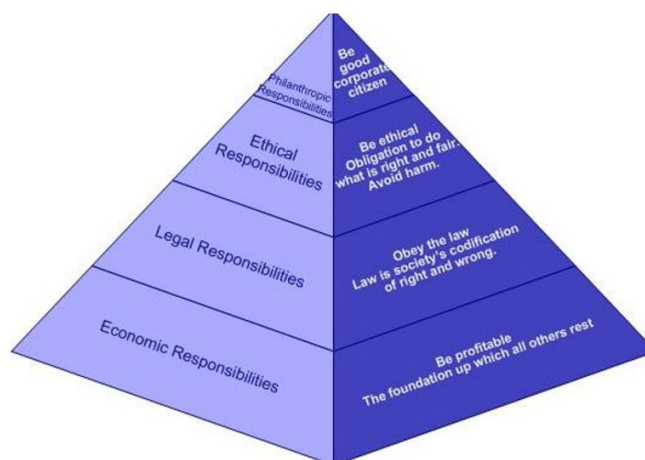 Philanthropic
Responsibilities
Be
good
corporate
citizen
Ethical
Responsibilities
Be ethical
Obligation to do
what is right and fair.
Avoid harm.
Legal Responsibilities
Obey the law
Law is society's codification
of right and wrong.
Economic Responsibilities
Be profitable
The foundation up which all others rest